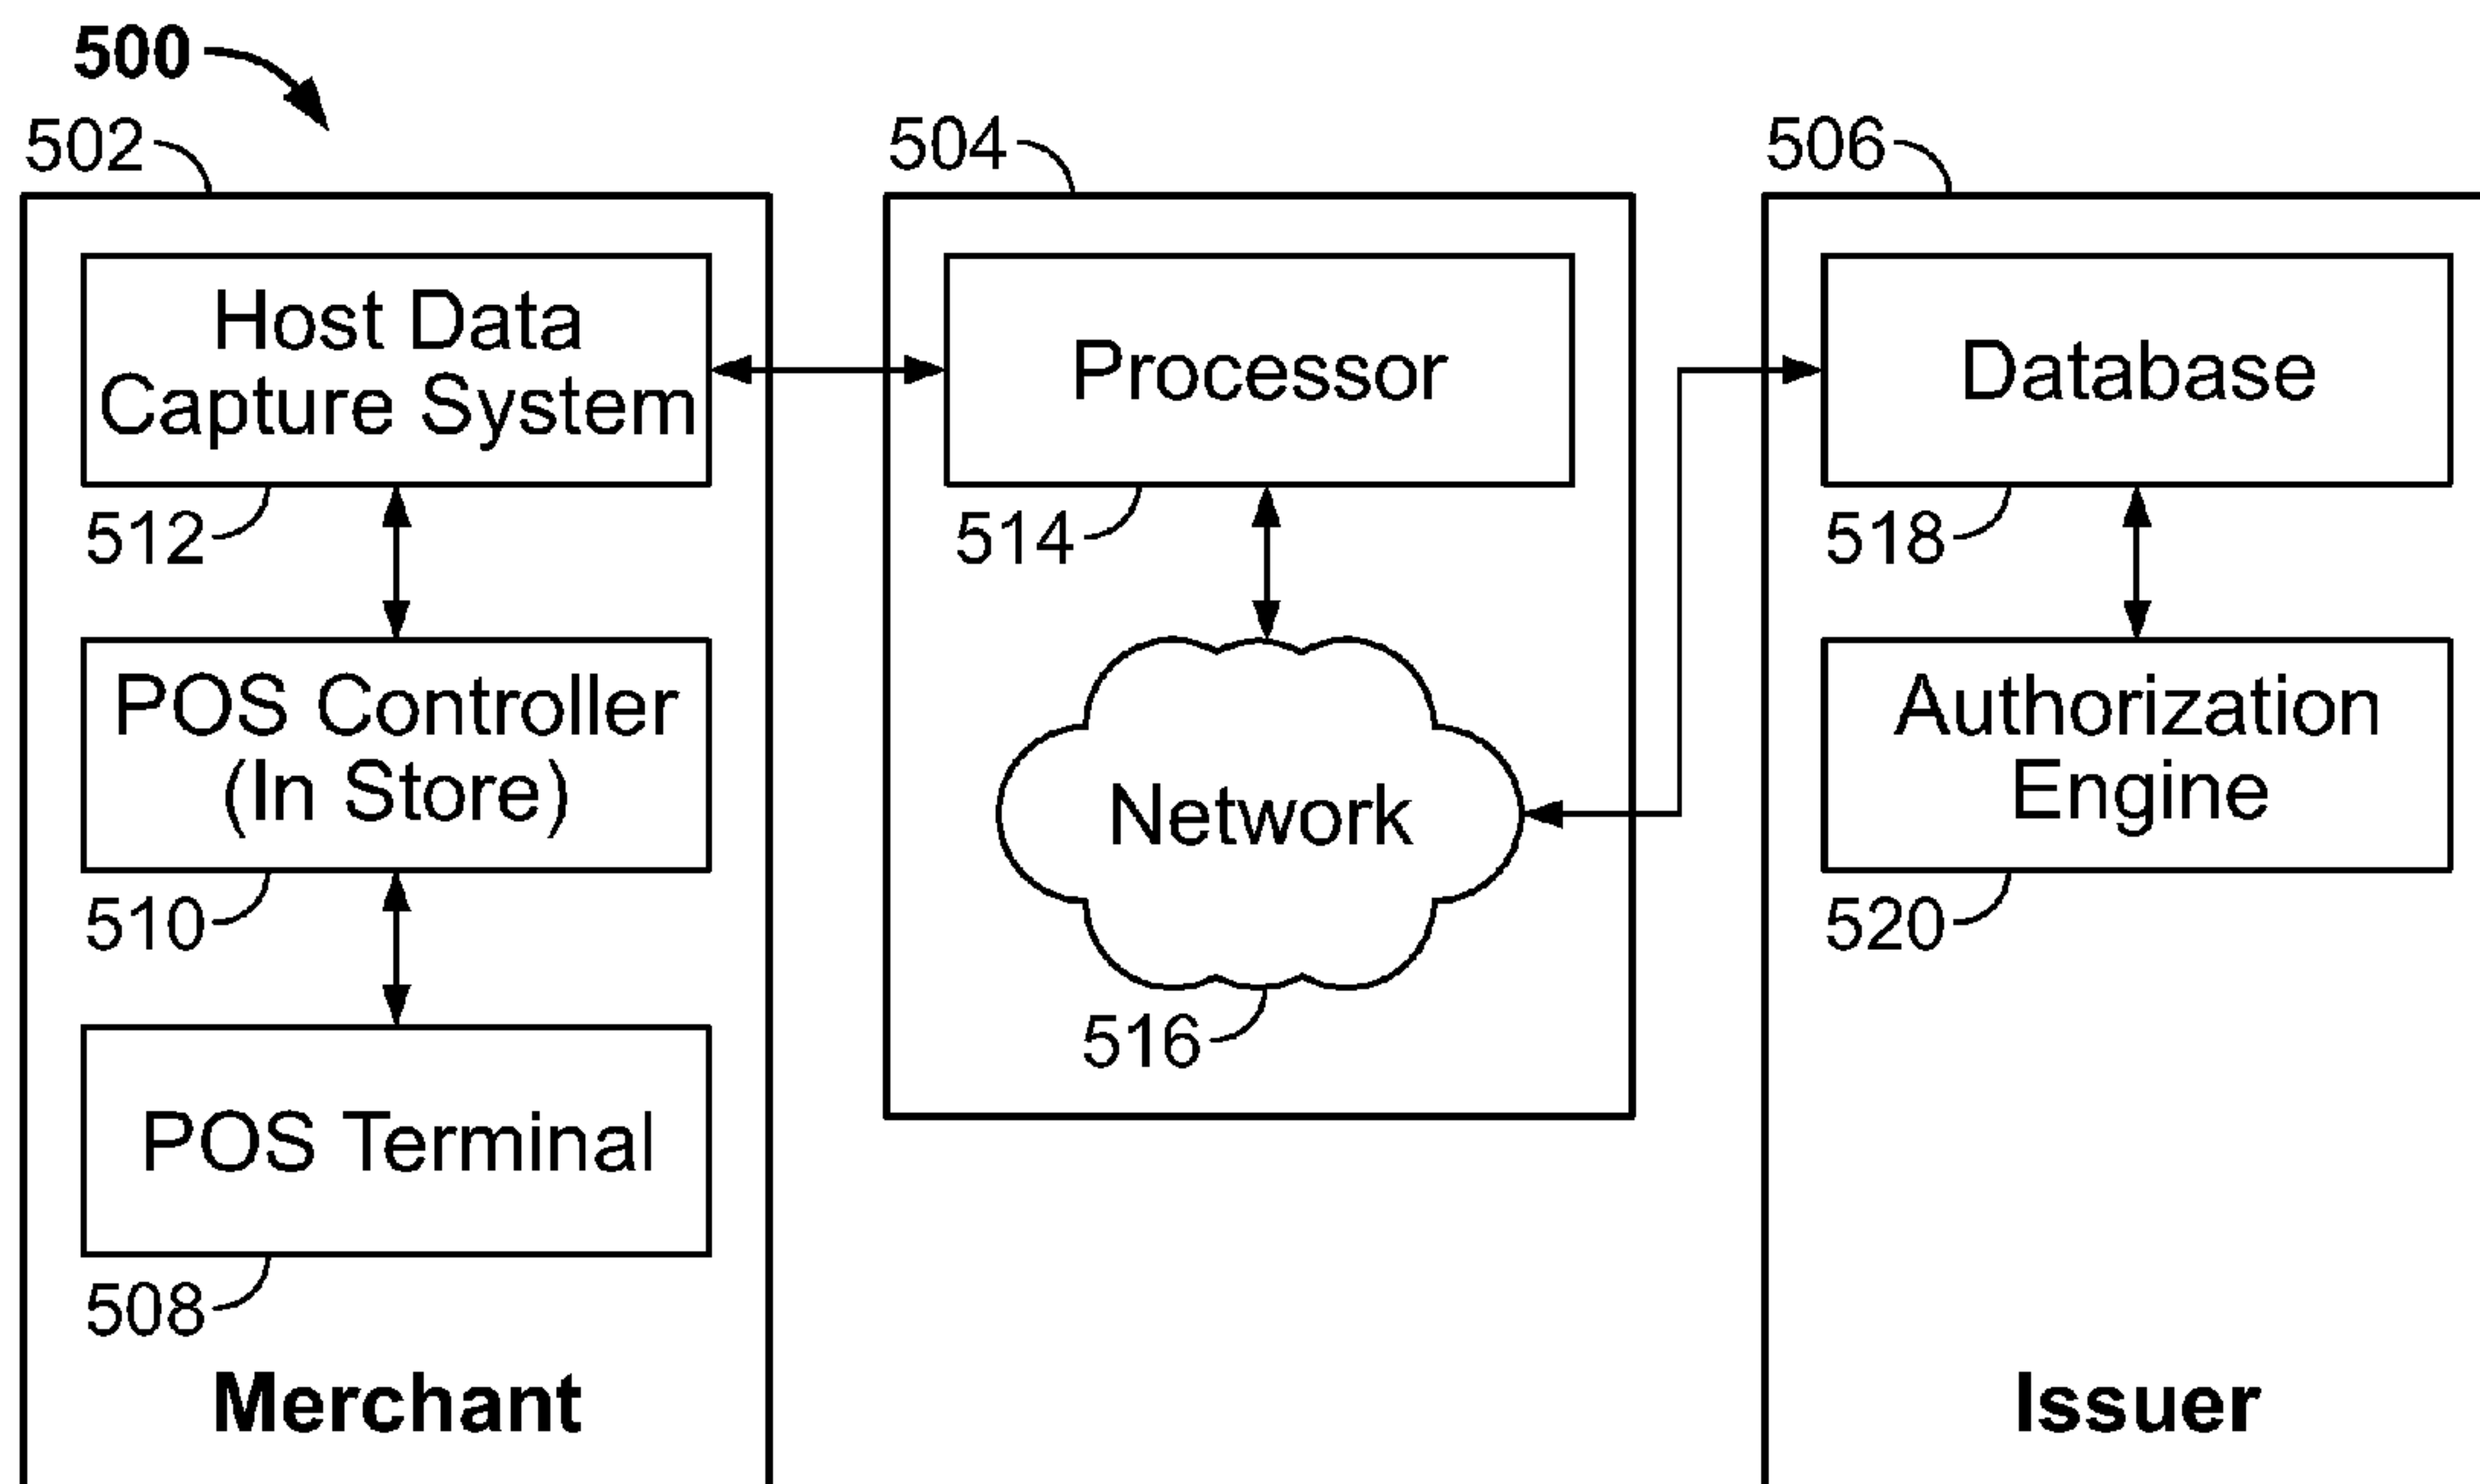 500
502
504
506
Host Data
Capture System
Processor
Database
512
514
518
POS Controller
(In Store)
Network
Authorization
Engine
510
520
516
POS Terminal
508
Merchant
Issuer